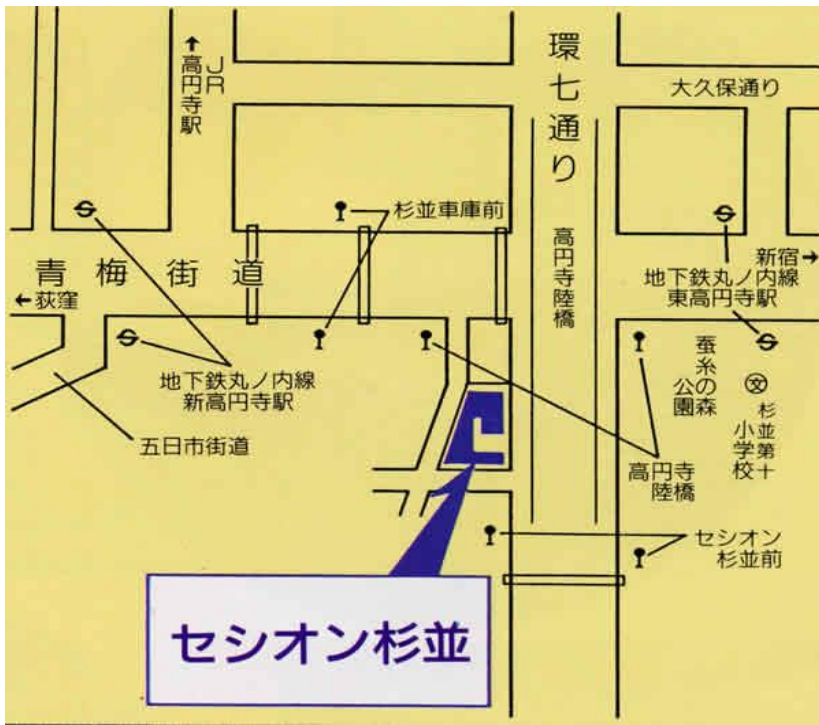 ↑JR
高円寺駅
環七通り
大久保通り
杉並車庫前
高円寺陸橋
新宿→
地下鉄丸ノ内線
東高円寺駅
青梅街道
←荻窪
地下鉄丸ノ内線
新高円寺駅
五日市街道
蚕糸の森
公園
文
杉並第十
小学校
高円寺
陸橋
セシオン
杉並前
セシオン杉並